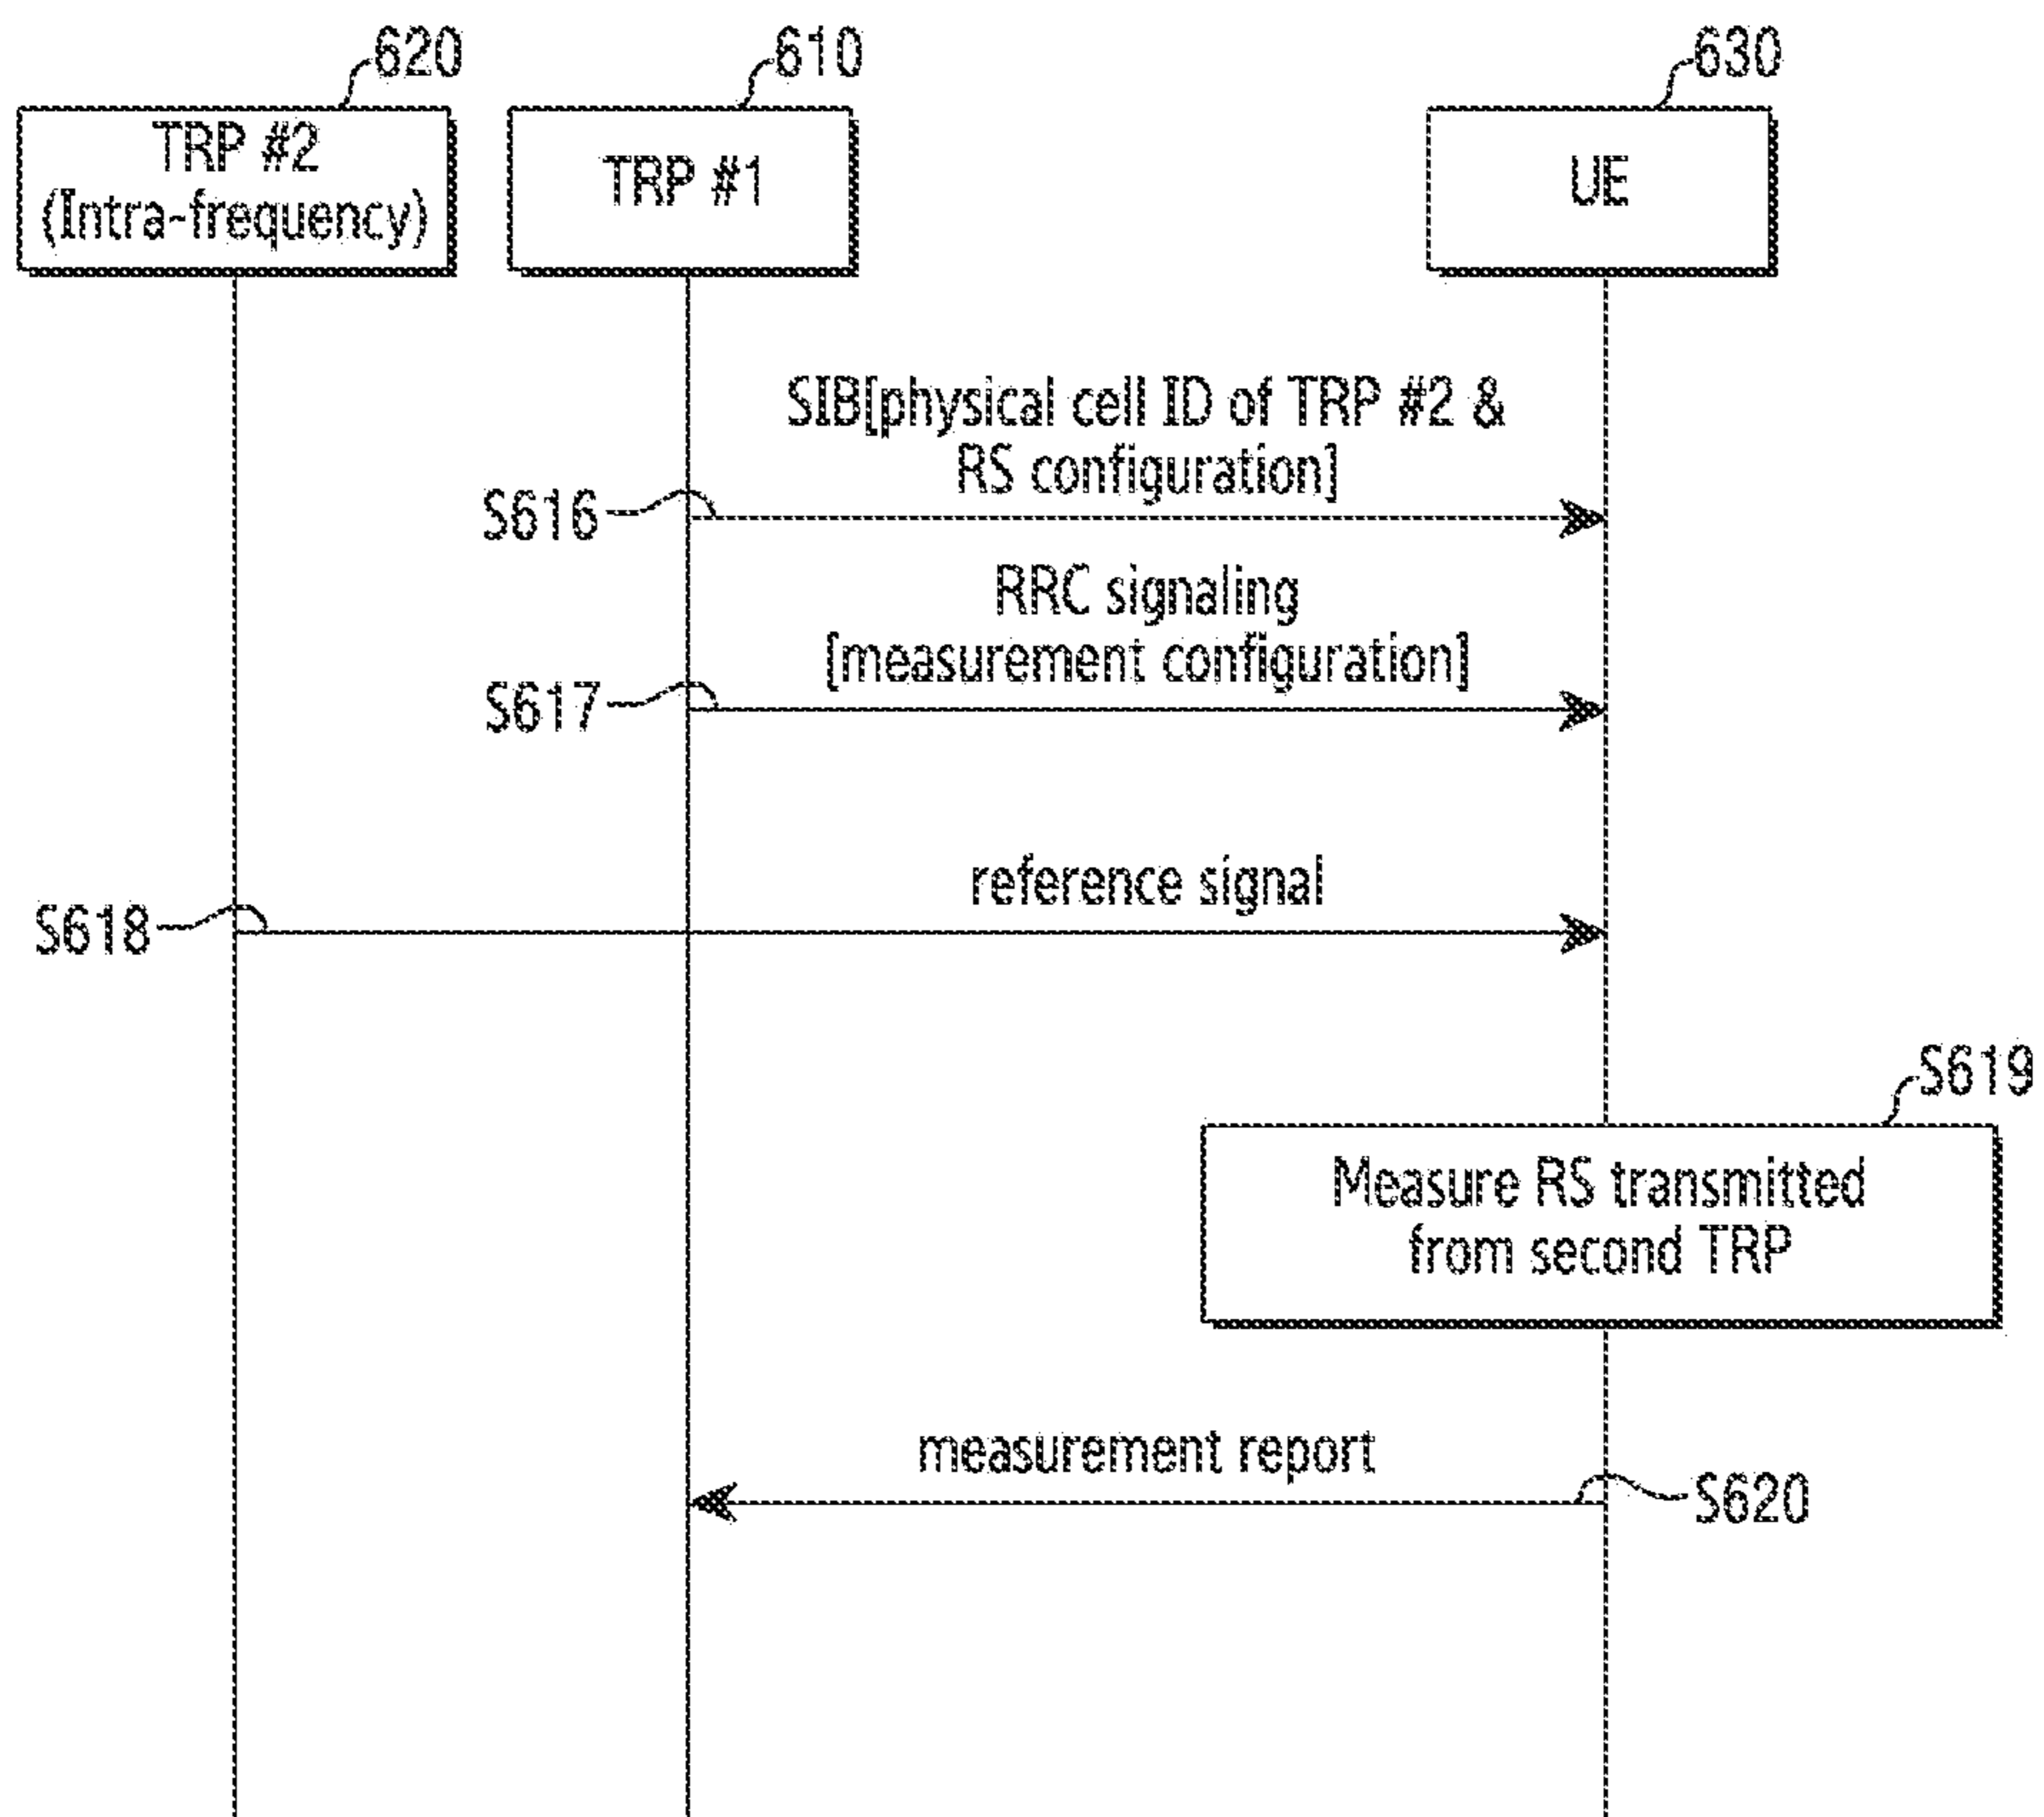 620
610
630
TRP #2
(Intra-frequency)
TRP #1
UE
SIB[physical cell ID of TRP #2 &
RS configuration]
S616
RRC signaling
[measurement configuration]
S617
reference signal
S618
S619
Measure RS transmitted
from second TRP
measurement report
S620